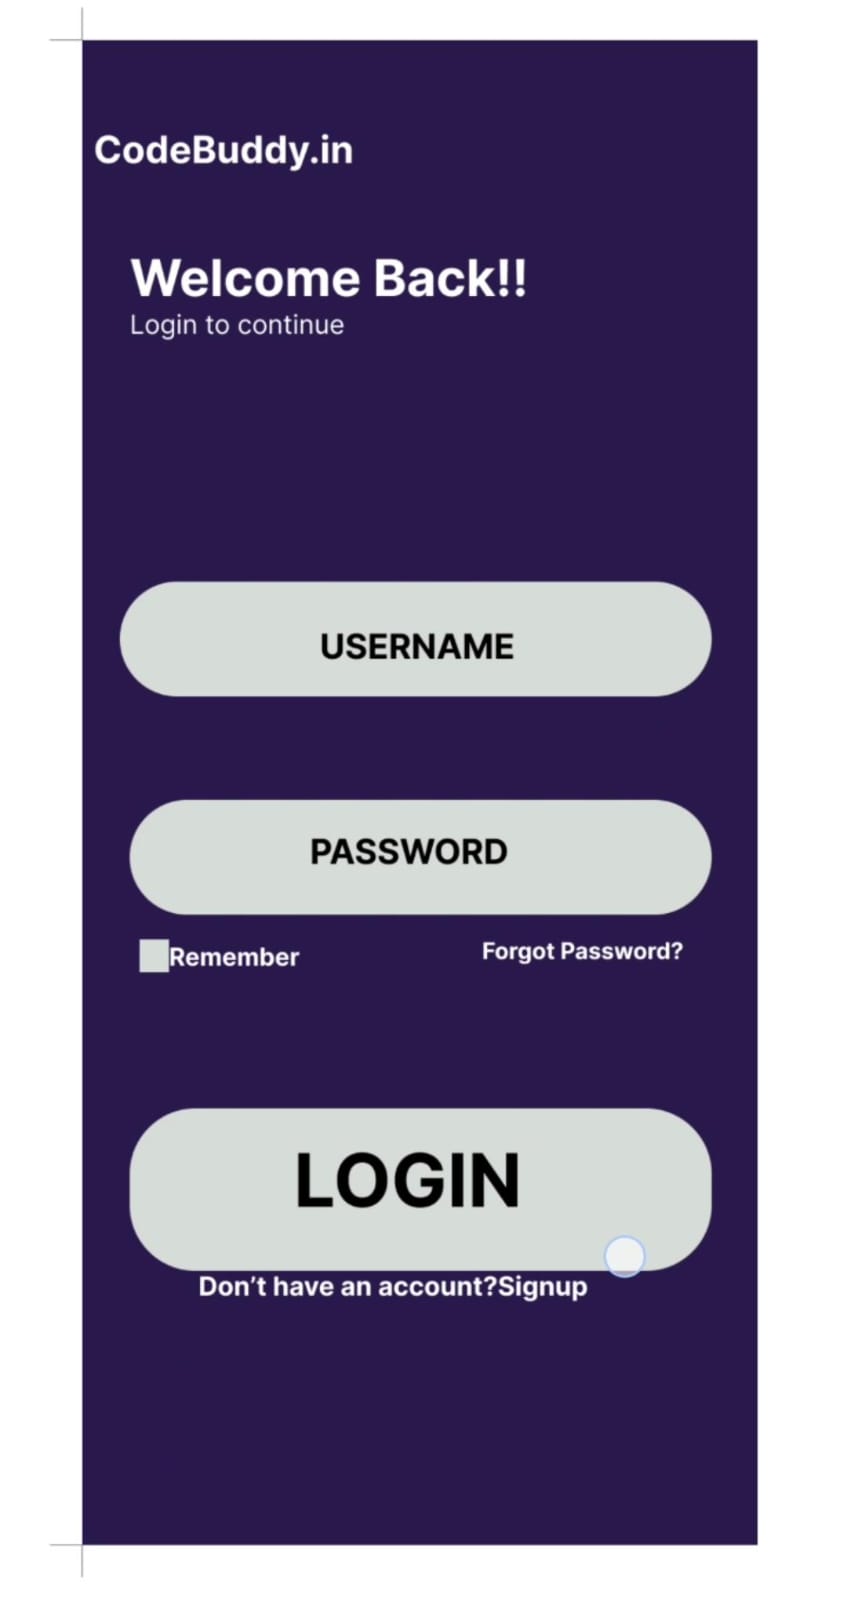 CodeBuddy.in
Welcome Back!!
Login to continue
USERNAME
PASSWORD
Remember
Forgot Password?
LOGIN
Don’t have an account?Signup